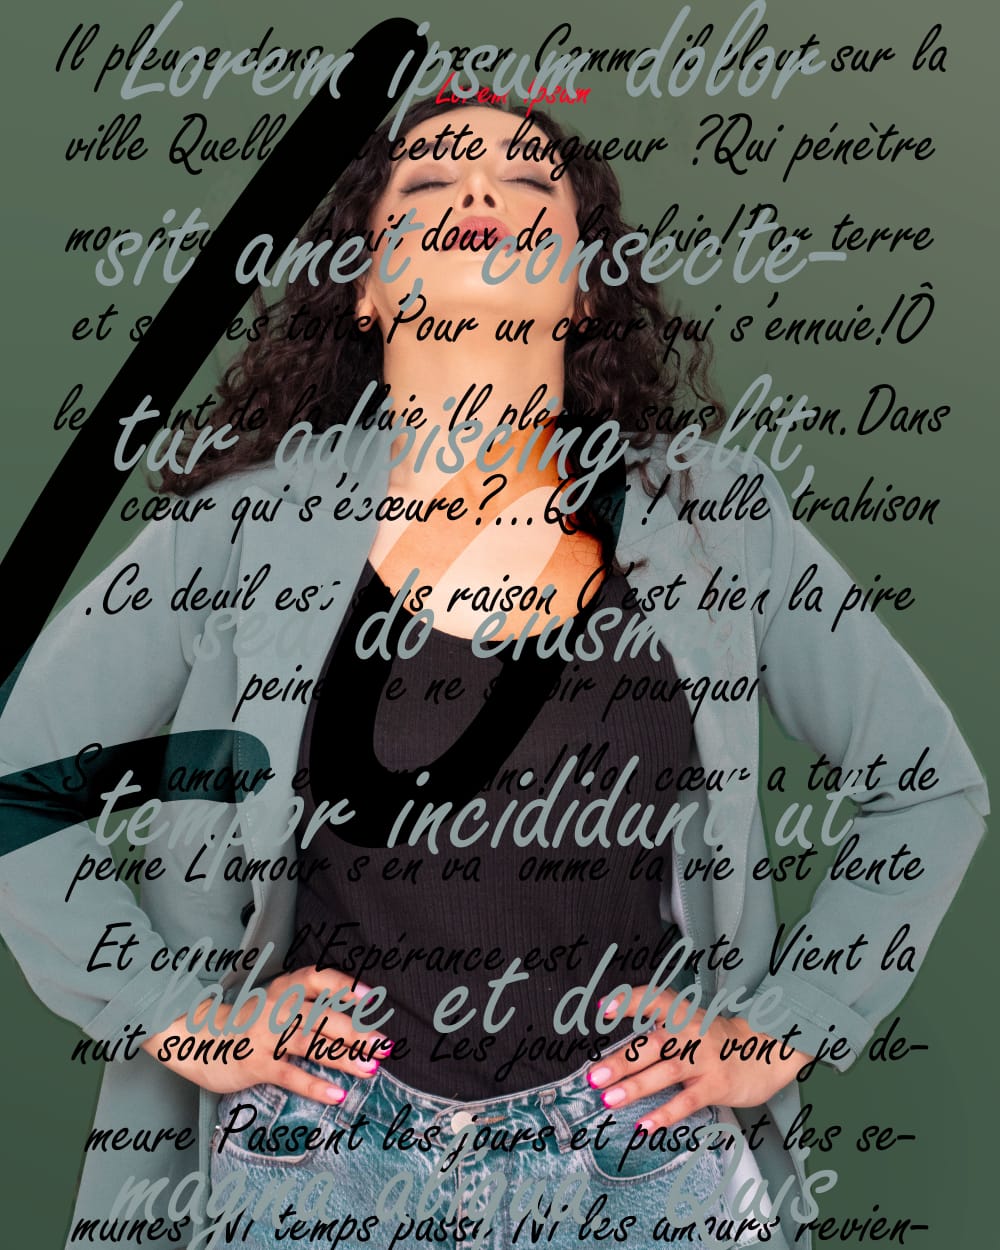 Il pleure dans cœur Comme il pleut sur la
Lorem ipsum dolor
Lorem ipsum
ville Quelle cette langueur ?Qui pénètre
mon cœur bruit doux de la pluie!Par terre
sit amet, consecte-
et sur les toits Pour un cœur qui s'ennuie!Ô
le chant de la pluie Il pleure sans raison.Dans
tur adipiscing elit,
cœur qui s'écœure?...Quoi ! nulle trahison
.Ce deuil est sans raison C'est bien la pire
sed do eiusmod
peine De ne savoir pourquoi
Sans amour et sans haine!Mon cœur a tant de
tempor incididunt ut
peine L'amour s'en va comme la vie est lente
Et comme l'Espérance est violente Vient la
labore et dolore
nuit sonne l'heure Les jours s'en vont je de-
meure Passent les jours et passent les se-
magna aliqua. Quis
maines Ni temps passé Ni les amours revien-